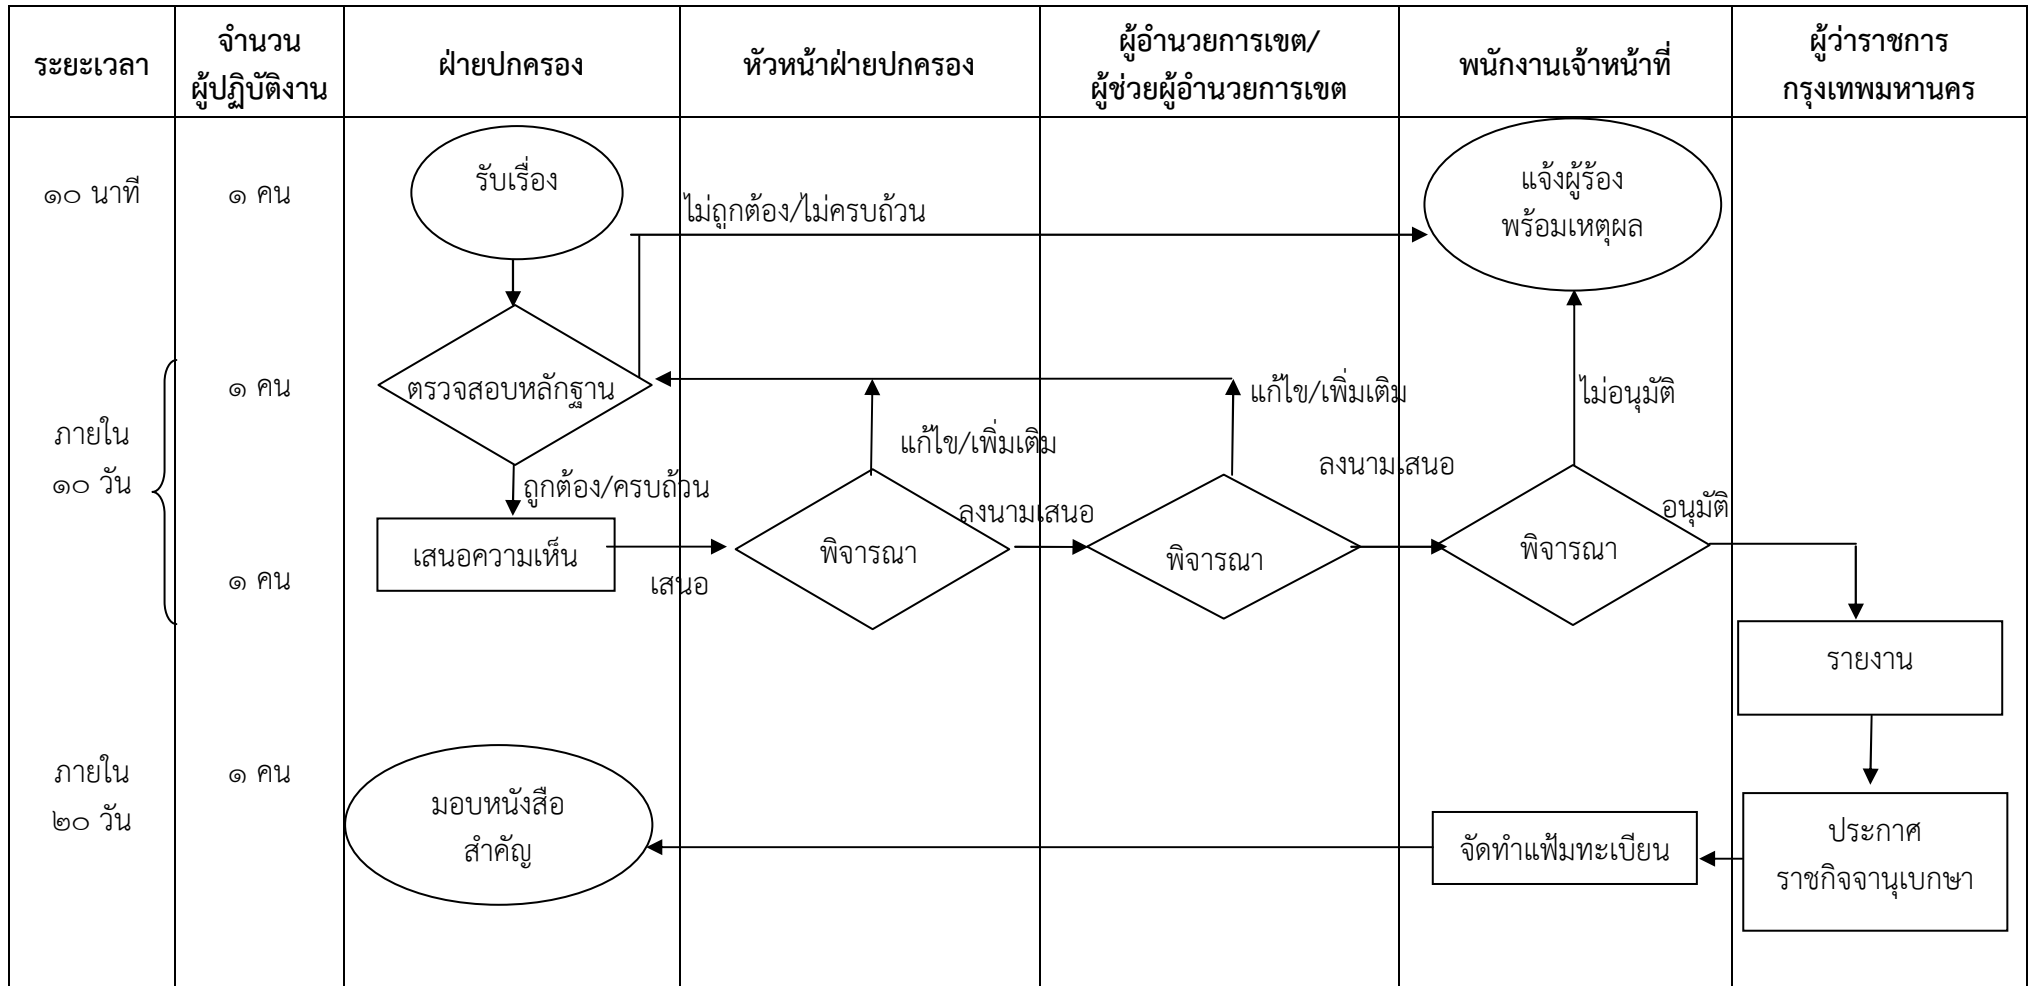 ระยะเวลา
จำนวน
ผู้ปฏิบัติงาน
ฝ่ายปกครอง
หัวหน้าฝ่ายปกครอง
ผู้อำนวยการเขต/
ผู้ช่วยผู้อำนวยการเขต
พนักงานเจ้าหน้าที่
ผู้ว่าราชการ
กรุงเทพมหานคร
๑๐ นาที
๑ คน
รับเรื่อง
ไม่ถูกต้อง/ไม่ครบถ้วน
แจ้งผู้ร้อง
พร้อมเหตุผล
๑ คน
ตรวจสอบหลักฐาน
แก้ไข/เพิ่มเติม
แก้ไข/เพิ่มเติม
ไม่อนุมัติ
ภายใน
๑๐ วัน
ถูกต้อง/ครบถ้วน
ลงนามเสนอ
ลงนามเสนอ
อนุมัติ
๑ คน
เสนอความเห็น
เสนอ
พิจารณา
พิจารณา
พิจารณา
รายงาน
ภายใน
๒๐ วัน
๑ คน
มอบหนังสือ
สำคัญ
จัดทำแฟ้มทะเบียน
ประกาศ
ราชกิจจานุเบกษา